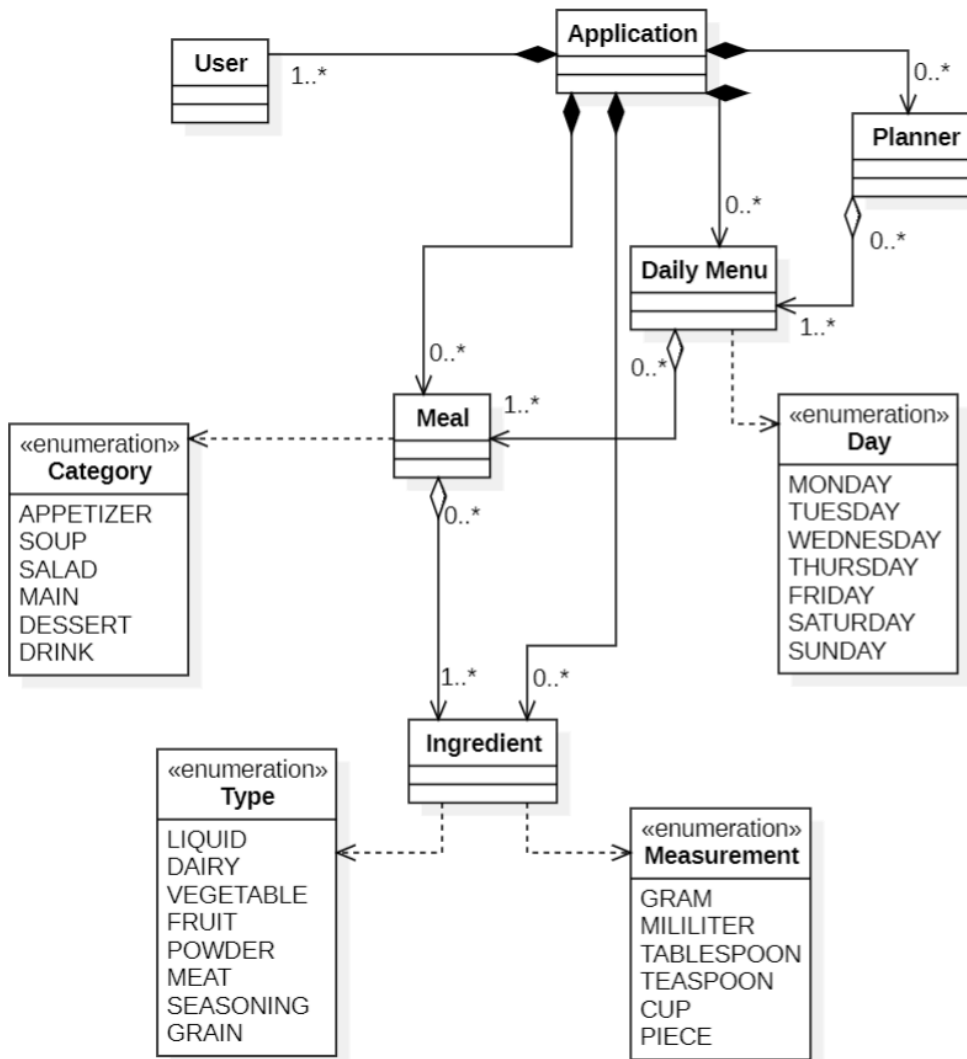 Application
User
1..*
0..*
Planner
0..*
0..*
Daily Menu
1..*
0..*
0..*
1..*
Meal
«enumeration»
Category
APPETIZER
SOUP
SALAD
MAIN
DESSERT
DRINK
«enumeration»
Day
MONDAY
TUESDAY
WEDNESDAY
THURSDAY
FRIDAY
SATURDAY
SUNDAY
0..*
1..*
0..*
Ingredient
«enumeration»
Type
LIQUID
DAIRY
VEGETABLE
FRUIT
POWDER
MEAT
SEASONING
GRAIN
«enumeration»
Measurement
GRAM
MILILITER
TABLESPOON
TEASPOON
CUP
PIECE